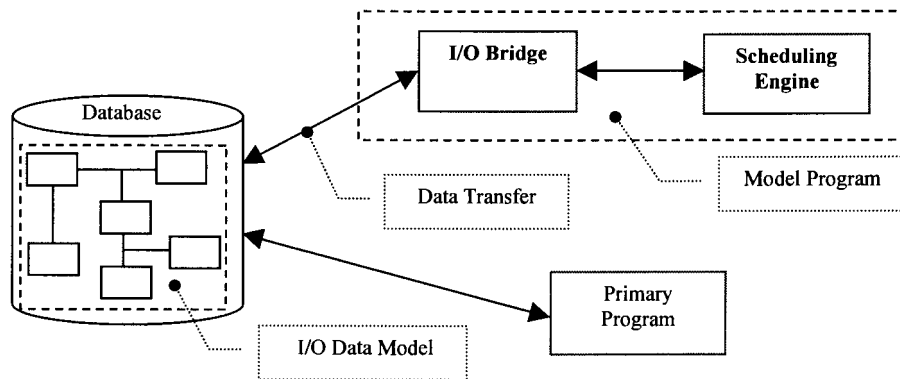 I/O Bridge
Scheduling
Engine
Database
Data Transfer
Model Program
Primary
Program
I/O Data Model